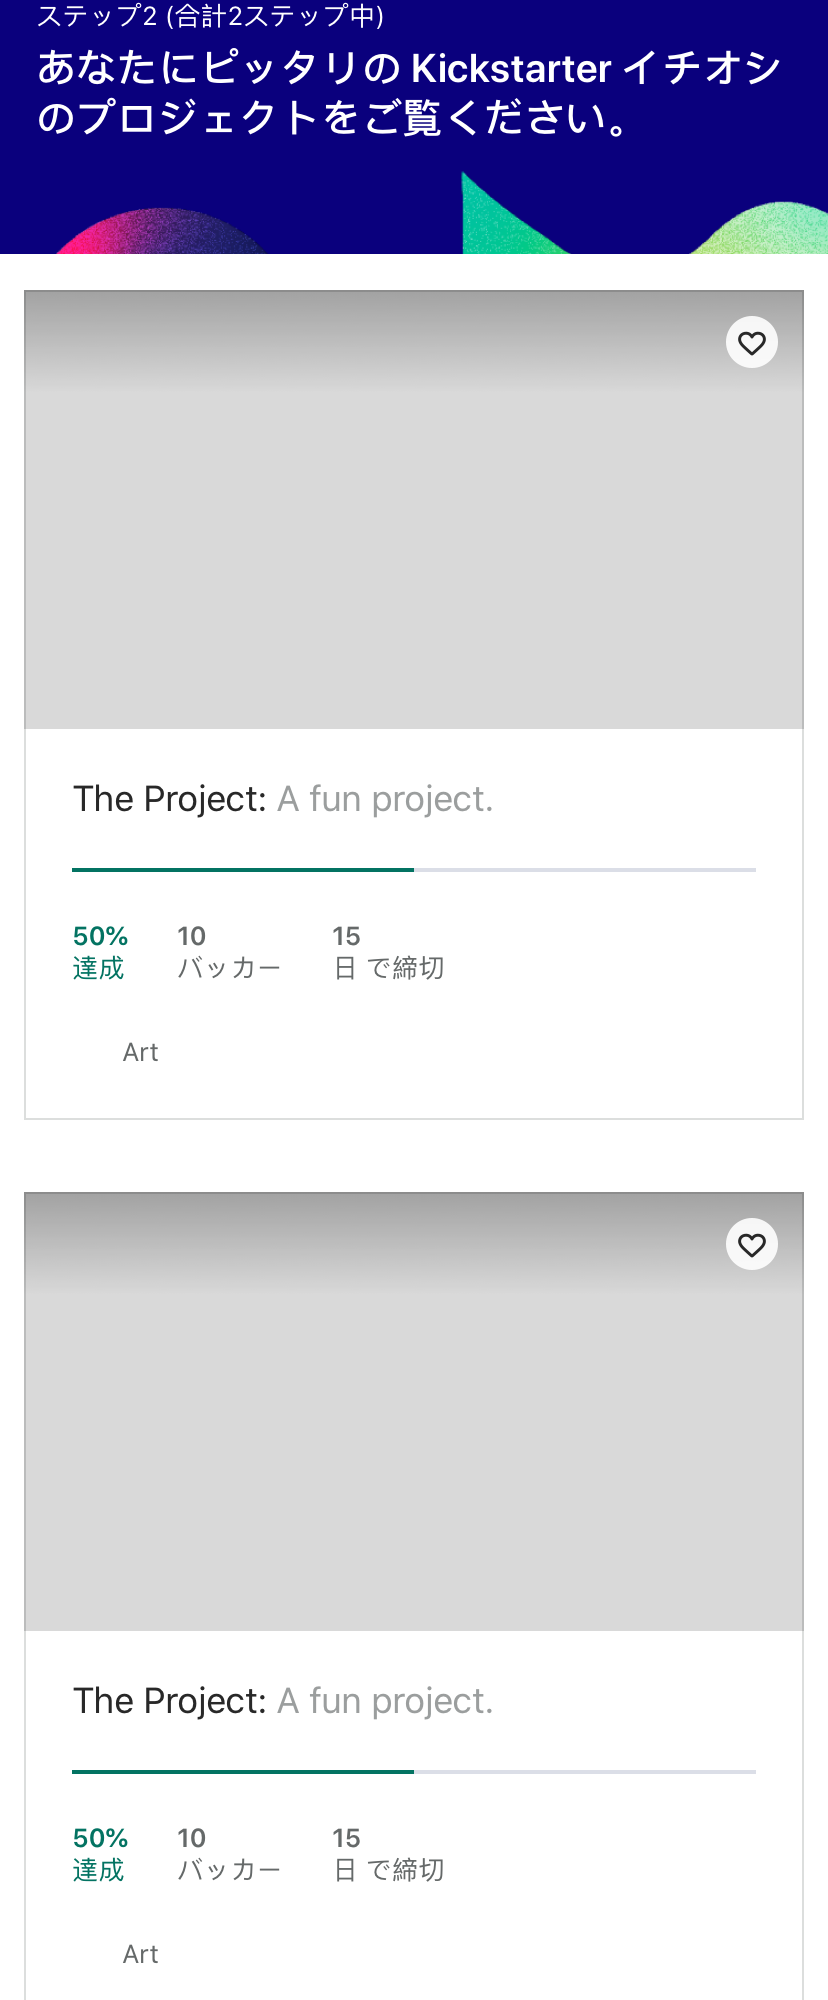 ステップ2 (合計2ステップ中)
あなたにピッタリの Kickstarter イチオシ
のプロジェクトをご覧ください。
The Project: A fun project.
50% 10 15
達成 バッカー 日 で締切
Art
The Project: A fun project.
50% 10 15
達成 バッカー 日 で締切
Art